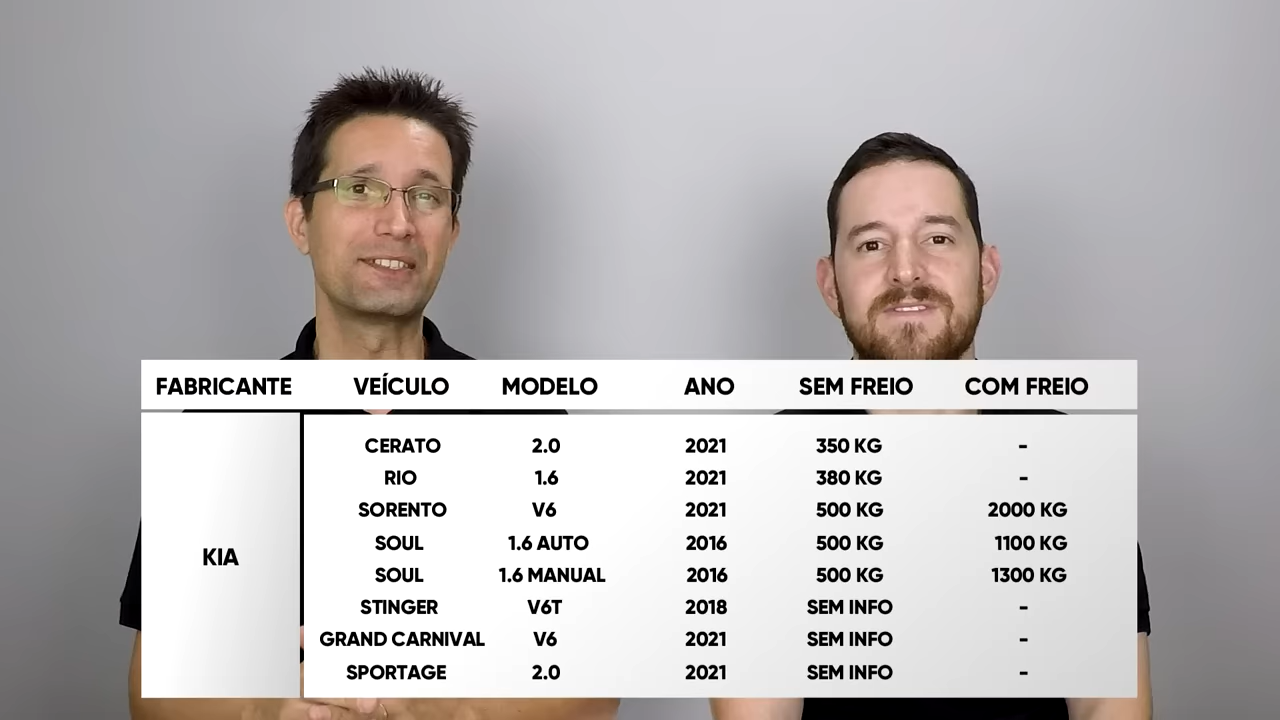 FABRICANTE VEÍCULO MODELO ANO SEM FREIO COM FREIO
KIA
CERATO 2.0 2021 350 KG -
RIO 1.6 2021 380 KG -
SORENTO V6 2021 500 KG 2000 KG
SOUL 1.6 AUTO 2016 500 KG 1100 KG
SOUL 1.6 MANUAL 2016 500 KG 1300 KG
STINGER V6T 2018 SEM INFO -
GRAND CARNIVAL V6 2021 SEM INFO -
SPORTAGE 2.0 2021 SEM INFO -